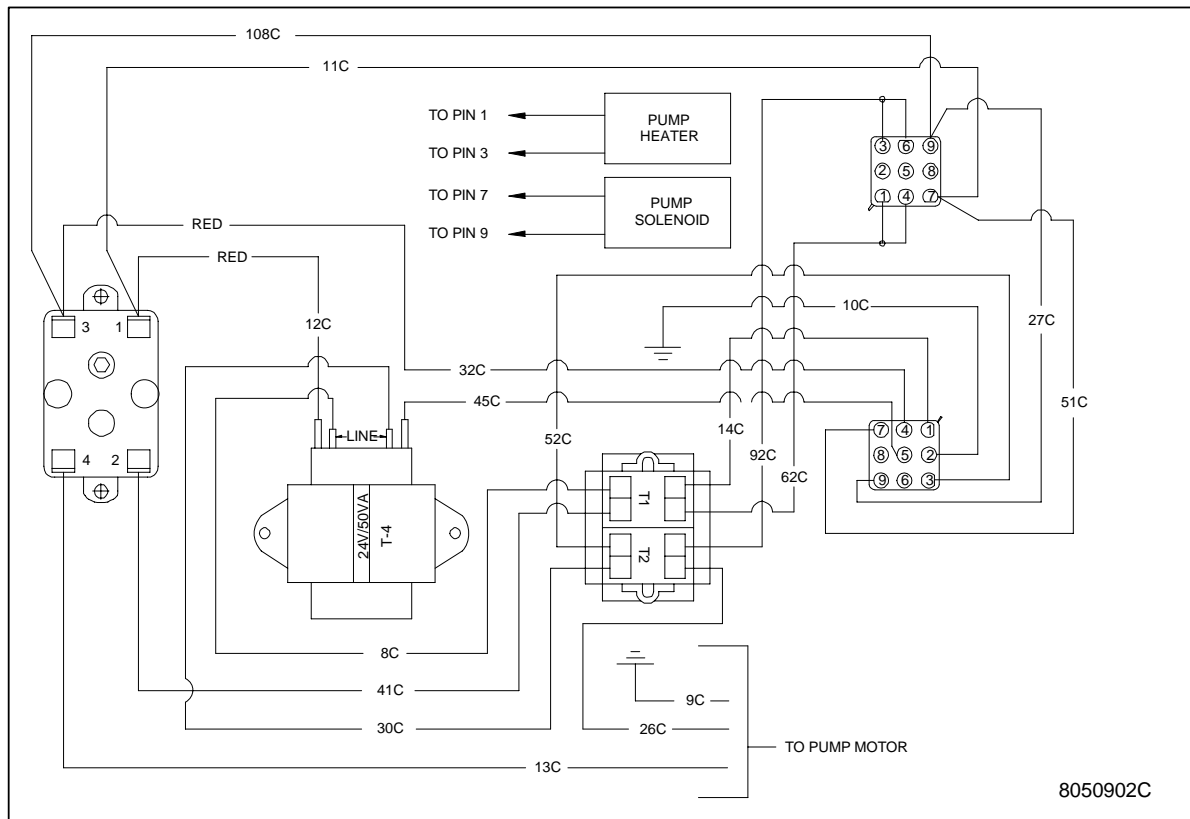 108C
11C
TO PIN 1
PUMP
HEATER
TO PIN 3
TO PIN 7
PUMP
SOLENOID
TO PIN 9
3 6 9
2 5 8
1 4 7
RED
RED
3 1
12C
10C
27C
32C
45C
51C
LINE
52C
14C
92C
62C
7 4 1
8 5 2
9 6 3
4 2
24V/50VA
T-4
T1
T2
8C
41C
9C
30C
26C
TO PUMP MOTOR
13C
8050902C